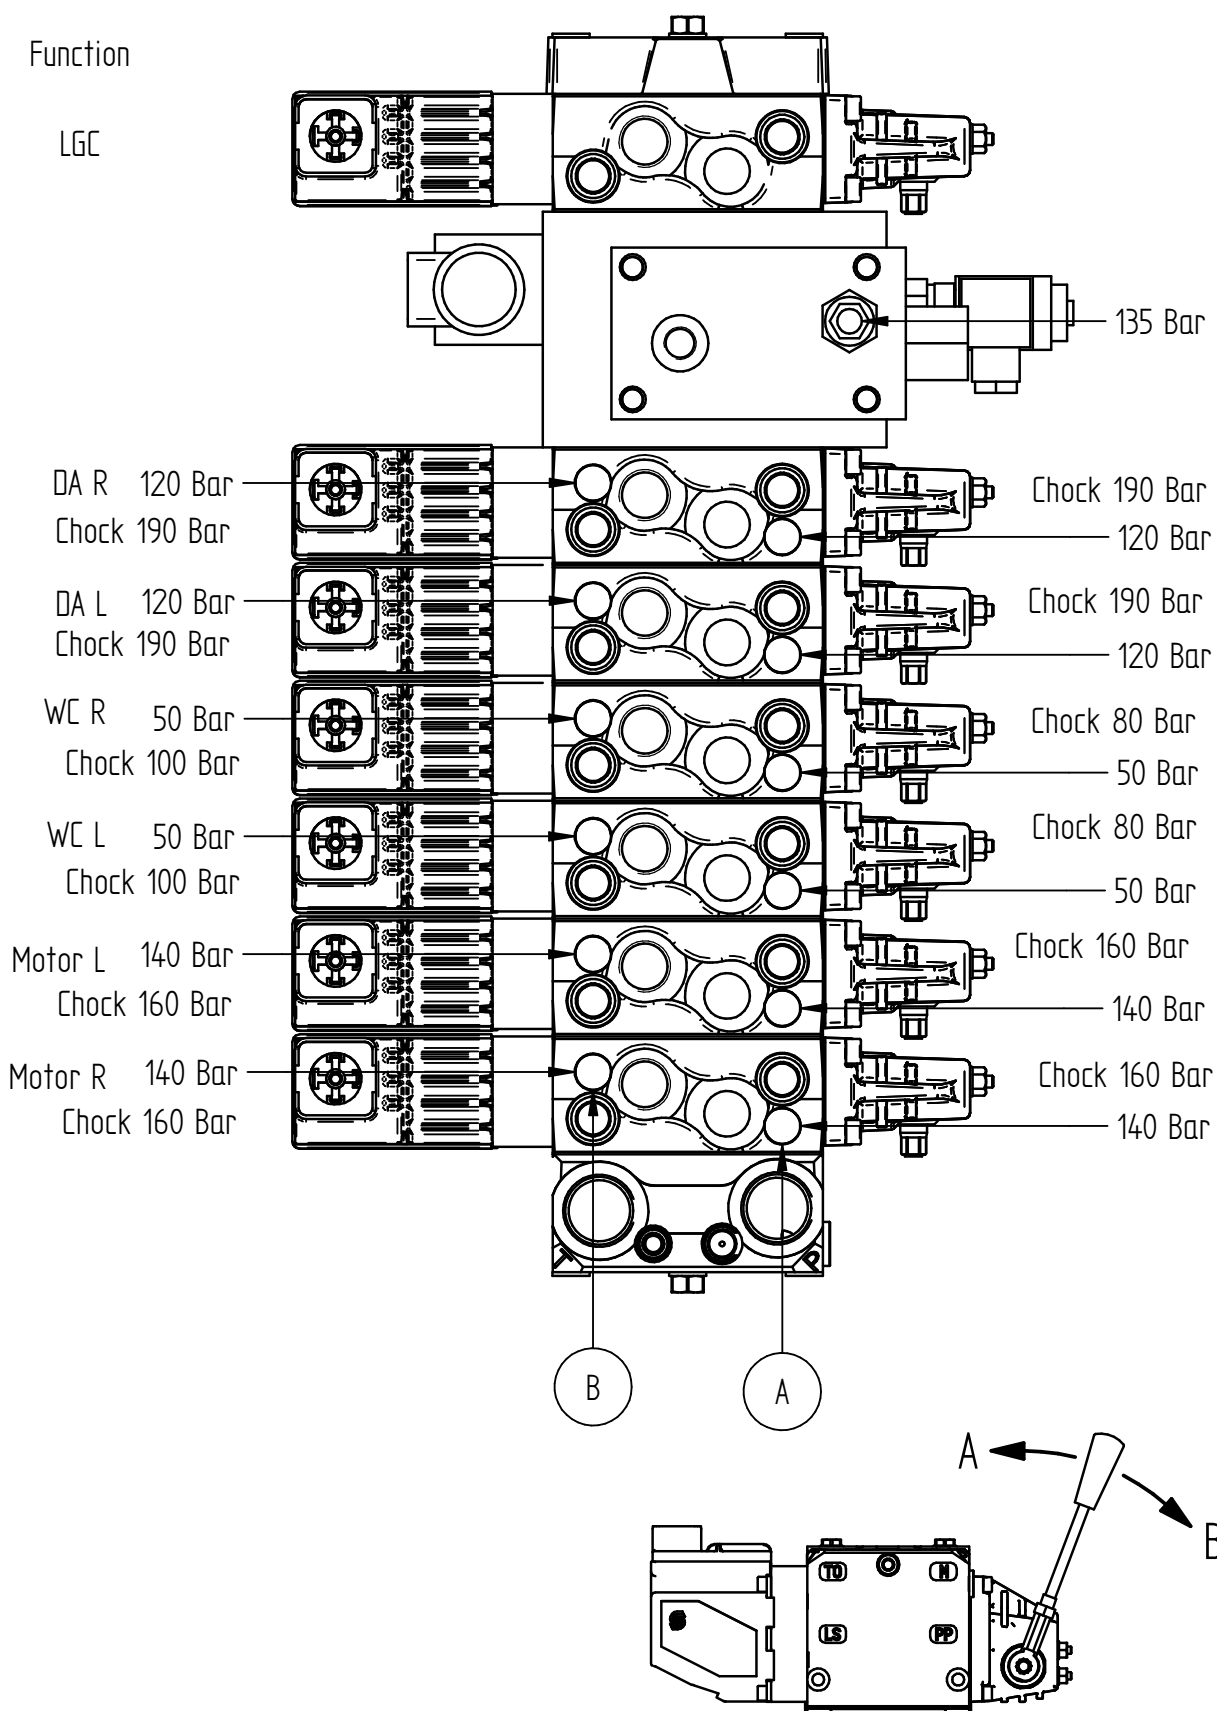 Function
LGC
135 Bar
DA R 120 Bar
Chock 190 Bar
Chock 190 Bar
120 Bar
DA L 120 Bar
Chock 190 Bar
Chock 190 Bar
120 Bar
WC R 50 Bar
Chock 100 Bar
Chock 80 Bar
50 Bar
WC L 50 Bar
Chock 100 Bar
Chock 80 Bar
50 Bar
Motor L 140 Bar
Chock 160 Bar
Chock 160 Bar
140 Bar
Motor R 140 Bar
Chock 160 Bar
Chock 160 Bar
140 Bar
T P
B A
A
B
T0 M
LS PP